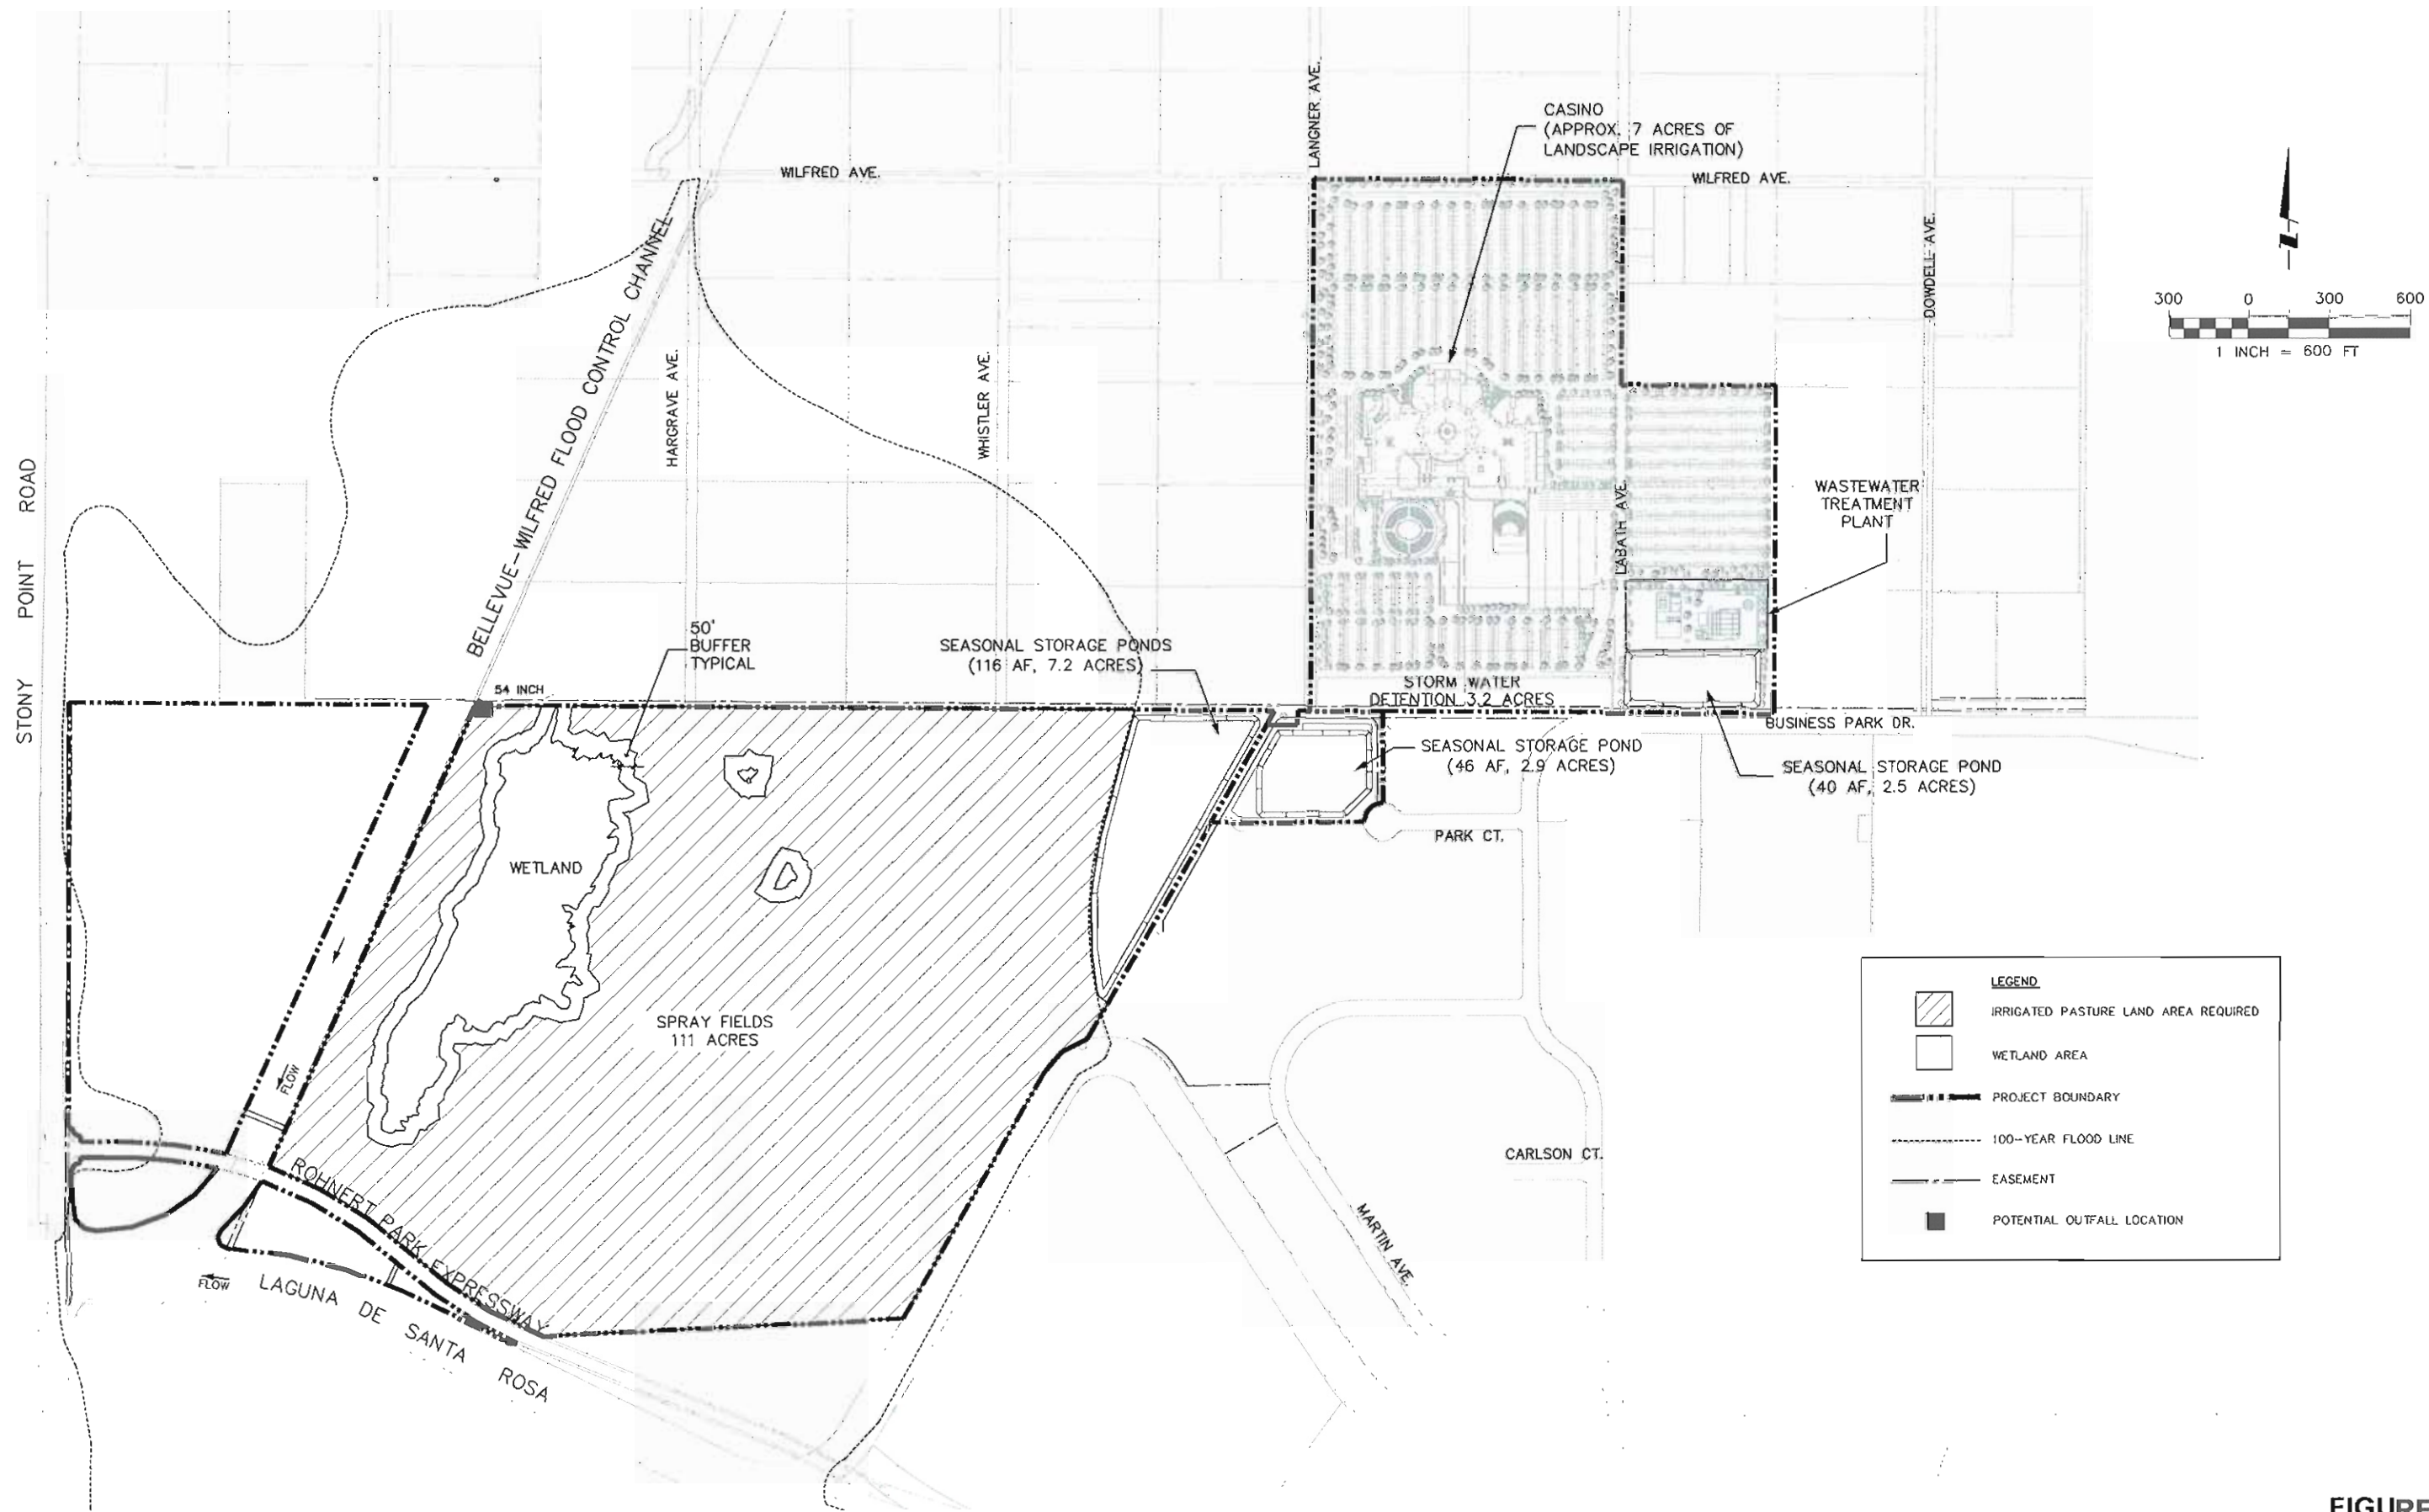 LANGNER AVE.
CASINO
(APPROX. 7 ACRES OF
LANDSCAPE IRRIGATION)
WILFRED AVE.
WILFRED AVE.
DOWDELL AVE.
300 0 300 600
1 INCH = 600 FT
BELLEVUE-WILFRED FLOOD CONTROL CHANNEL
HARGRAVE AVE.
WHISTLER AVE.
STONY POINT ROAD
LABATH AVE.
WASTEWATER
TREATMENT
PLANT
50'
BUFFER
TYPICAL
SEASONAL STORAGE PONDS
(116 AF, 7.2 ACRES)
54 INCH
STORM WATER
DETENTION 3.2 ACRES
BUSINESS PARK DR.
SEASONAL STORAGE POND
(46 AF, 2.9 ACRES)
SEASONAL STORAGE POND
(40 AF, 2.5 ACRES)
PARK CT.
WETLAND
SPRAY FIELDS
111 ACRES
FLOW
LEGEND
IRRIGATED PASTURE LAND AREA REQUIRED
WETLAND AREA
PROJECT BOUNDARY
100-YEAR FLOOD LINE
EASEMENT
POTENTIAL OUTFALL LOCATION
CARLSON CT.
MARTIN AVE.
ROHNERT PARK EXPRESSWAY
FLOW
LAGUNA DE SANTA ROSA
FIGURE